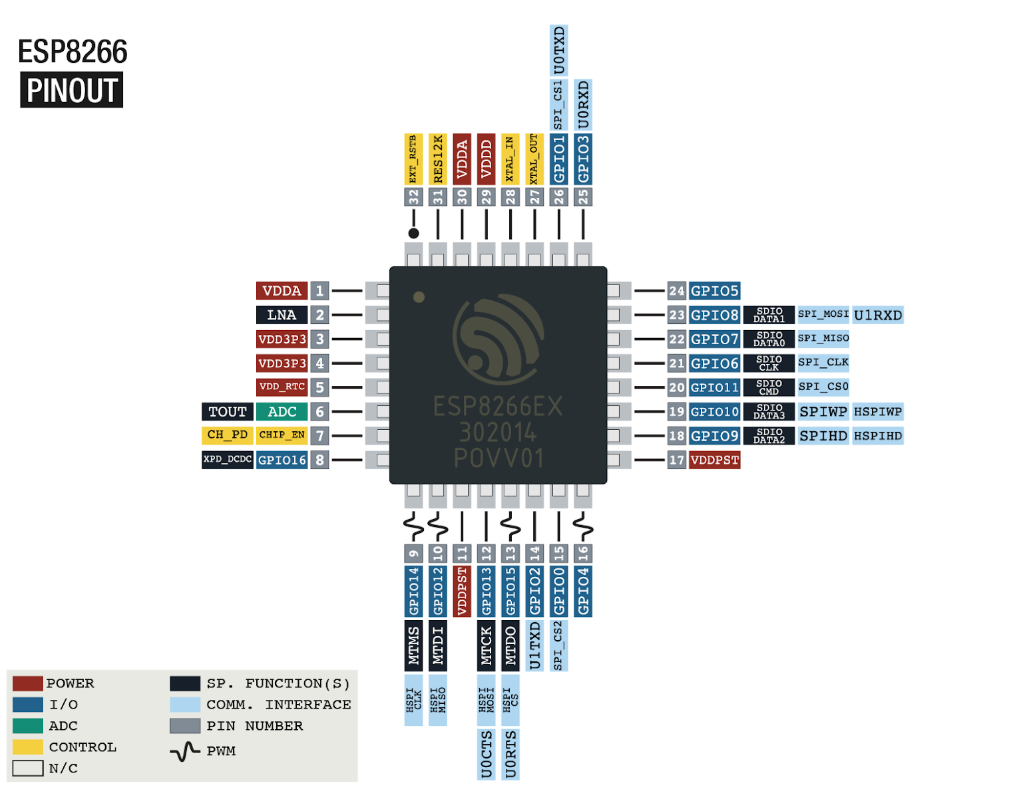 ESP8266
PINOUT
U0TXD
SPI_CS1 U0RXD
EXT_RSTB RES12K VDDA VDDD XTAL_IN XTAL_OUT GPIO1 GPIO3
32 31 30 29 28 27 26 25
VDDA 1
LNA 2
VDD3P3 3
VDD3P3 4
VDD_RTC 5
TOUT ADC 6
CH_PD CHIP_EN 7
XPD_DCDC GPIO16 8
ESP8266EX
302014
P0VV01
24 GPIO5
23 GPIO8 SDIO DATA1 SPI_MOSI U1RXD
22 GPIO7 SDIO DATA0 SPI_MISO
21 GPIO6 SDIO CLK SPI_CLK
20 GPIO11 SDIO CMD SPI_CS0
19 GPIO10 SDIO DATA3 SPIWP HSPIWP
18 GPIO9 SDIO DATA2 SPIHD HSPIHD
17 VDDPST
9 10 11 12 13 14 15 16
GPIO14 GPIO12 VDDPST GPIO13 GPIO15 GPIO2 GPIO0 GPIO4
MTMS MTDI MTCK MTDO U1TXD SPI_CS2
HSPI CLK HSPI MISO HSPI MOSI HSPI CS
U0CTS U0RTS
POWER
I/O
ADC
CONTROL
N/C
SP. FUNCTION(S)
COMM. INTERFACE
PIN NUMBER
PWM